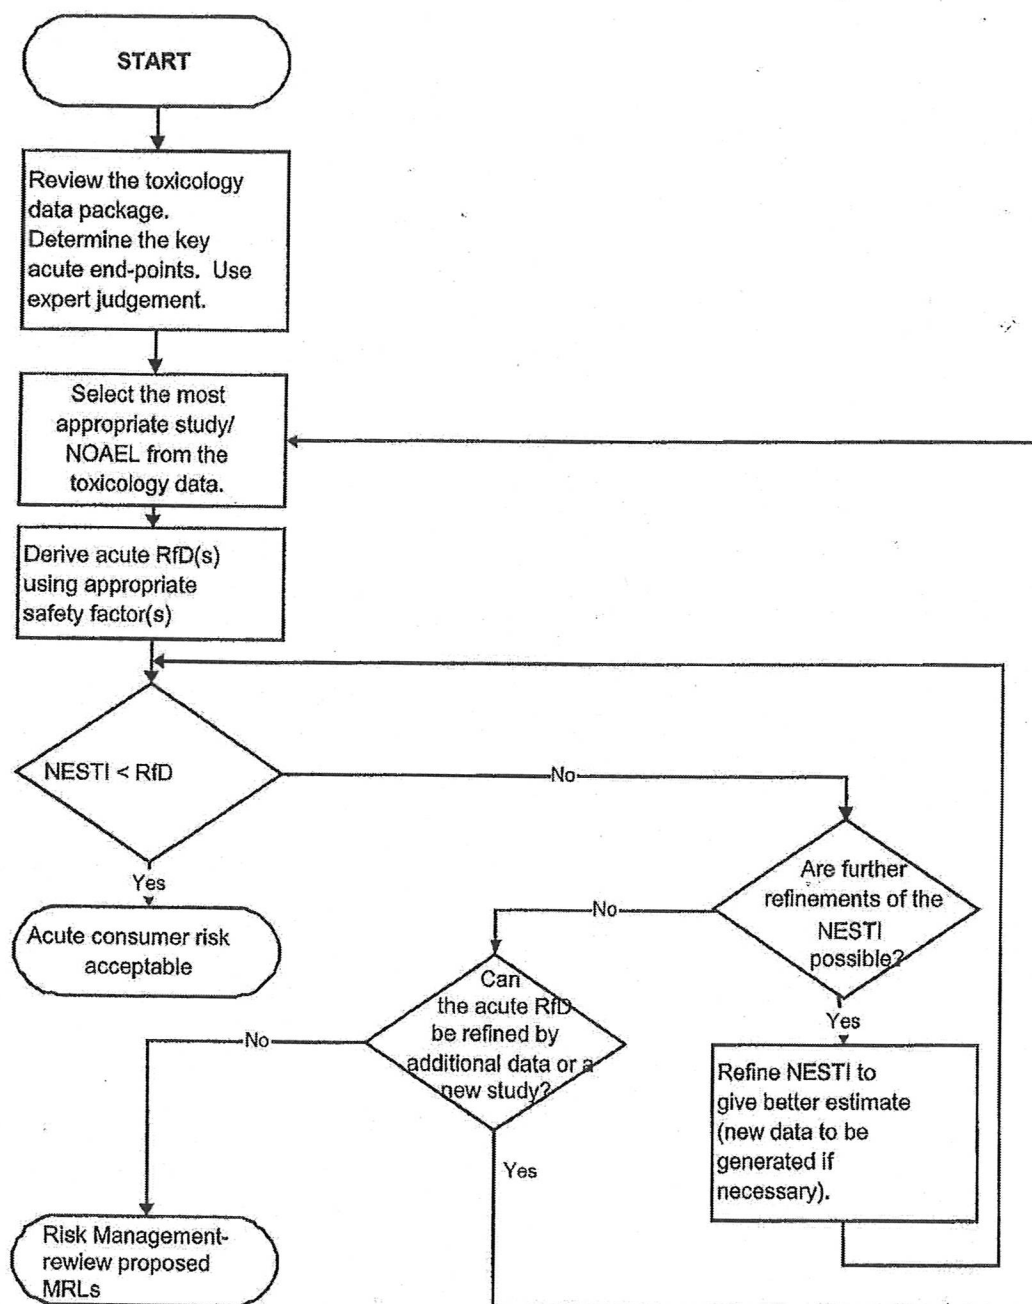 START
Review the toxicology
data package.
Determine the key
acute end-points. Use
expert judgement.
Select the most
appropriate study/
NOAEL from the
toxicology data.
Derive acute RfD(s)
using appropriate
safety factor(s)
NESTI < RfD
No
Yes
Acute consumer risk
acceptable
Are further
refinements of the
NESTI
possible?
No
Yes
Can
the acute RfD
be refined by
additional data or a
new study?
No
Yes
Refine NESTI to
give better estimate
(new data to be
generated if
necessary).
Risk Management-
rewiew proposed
MRLs